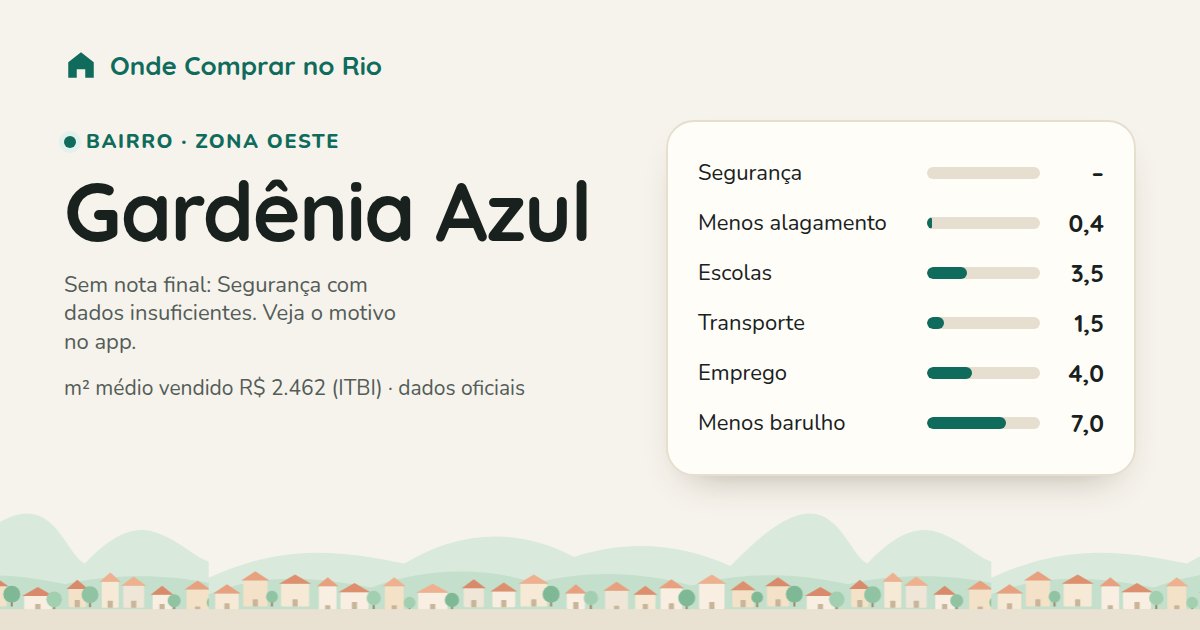 Onde Comprar no Rio
BAIRRO · ZONA OESTE
Gardênia Azul
Sem nota final: Segurança com
dados insuficientes. Veja o motivo
no app.
m² médio vendido R$ 2.462 (ITBI) · dados oficiais
Segurança –
Menos alagamento 0,4
Escolas 3,5
Transporte 1,5
Emprego 4,0
Menos barulho 7,0